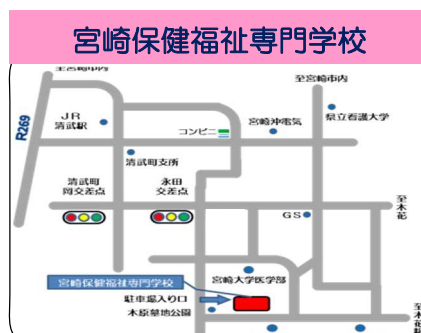 宮崎保健福祉専門学校
至宮崎市内
至宮崎市内
JR
清武駅
R269
コンビニ
宮崎沖電気
県立看護大学
清武町支所
清武町
岡交差点
永田
交差点
至木花
GS
宮崎大学医学部
宮崎保健福祉専門学校
駐車場入り口
木原墓地公園
至木花